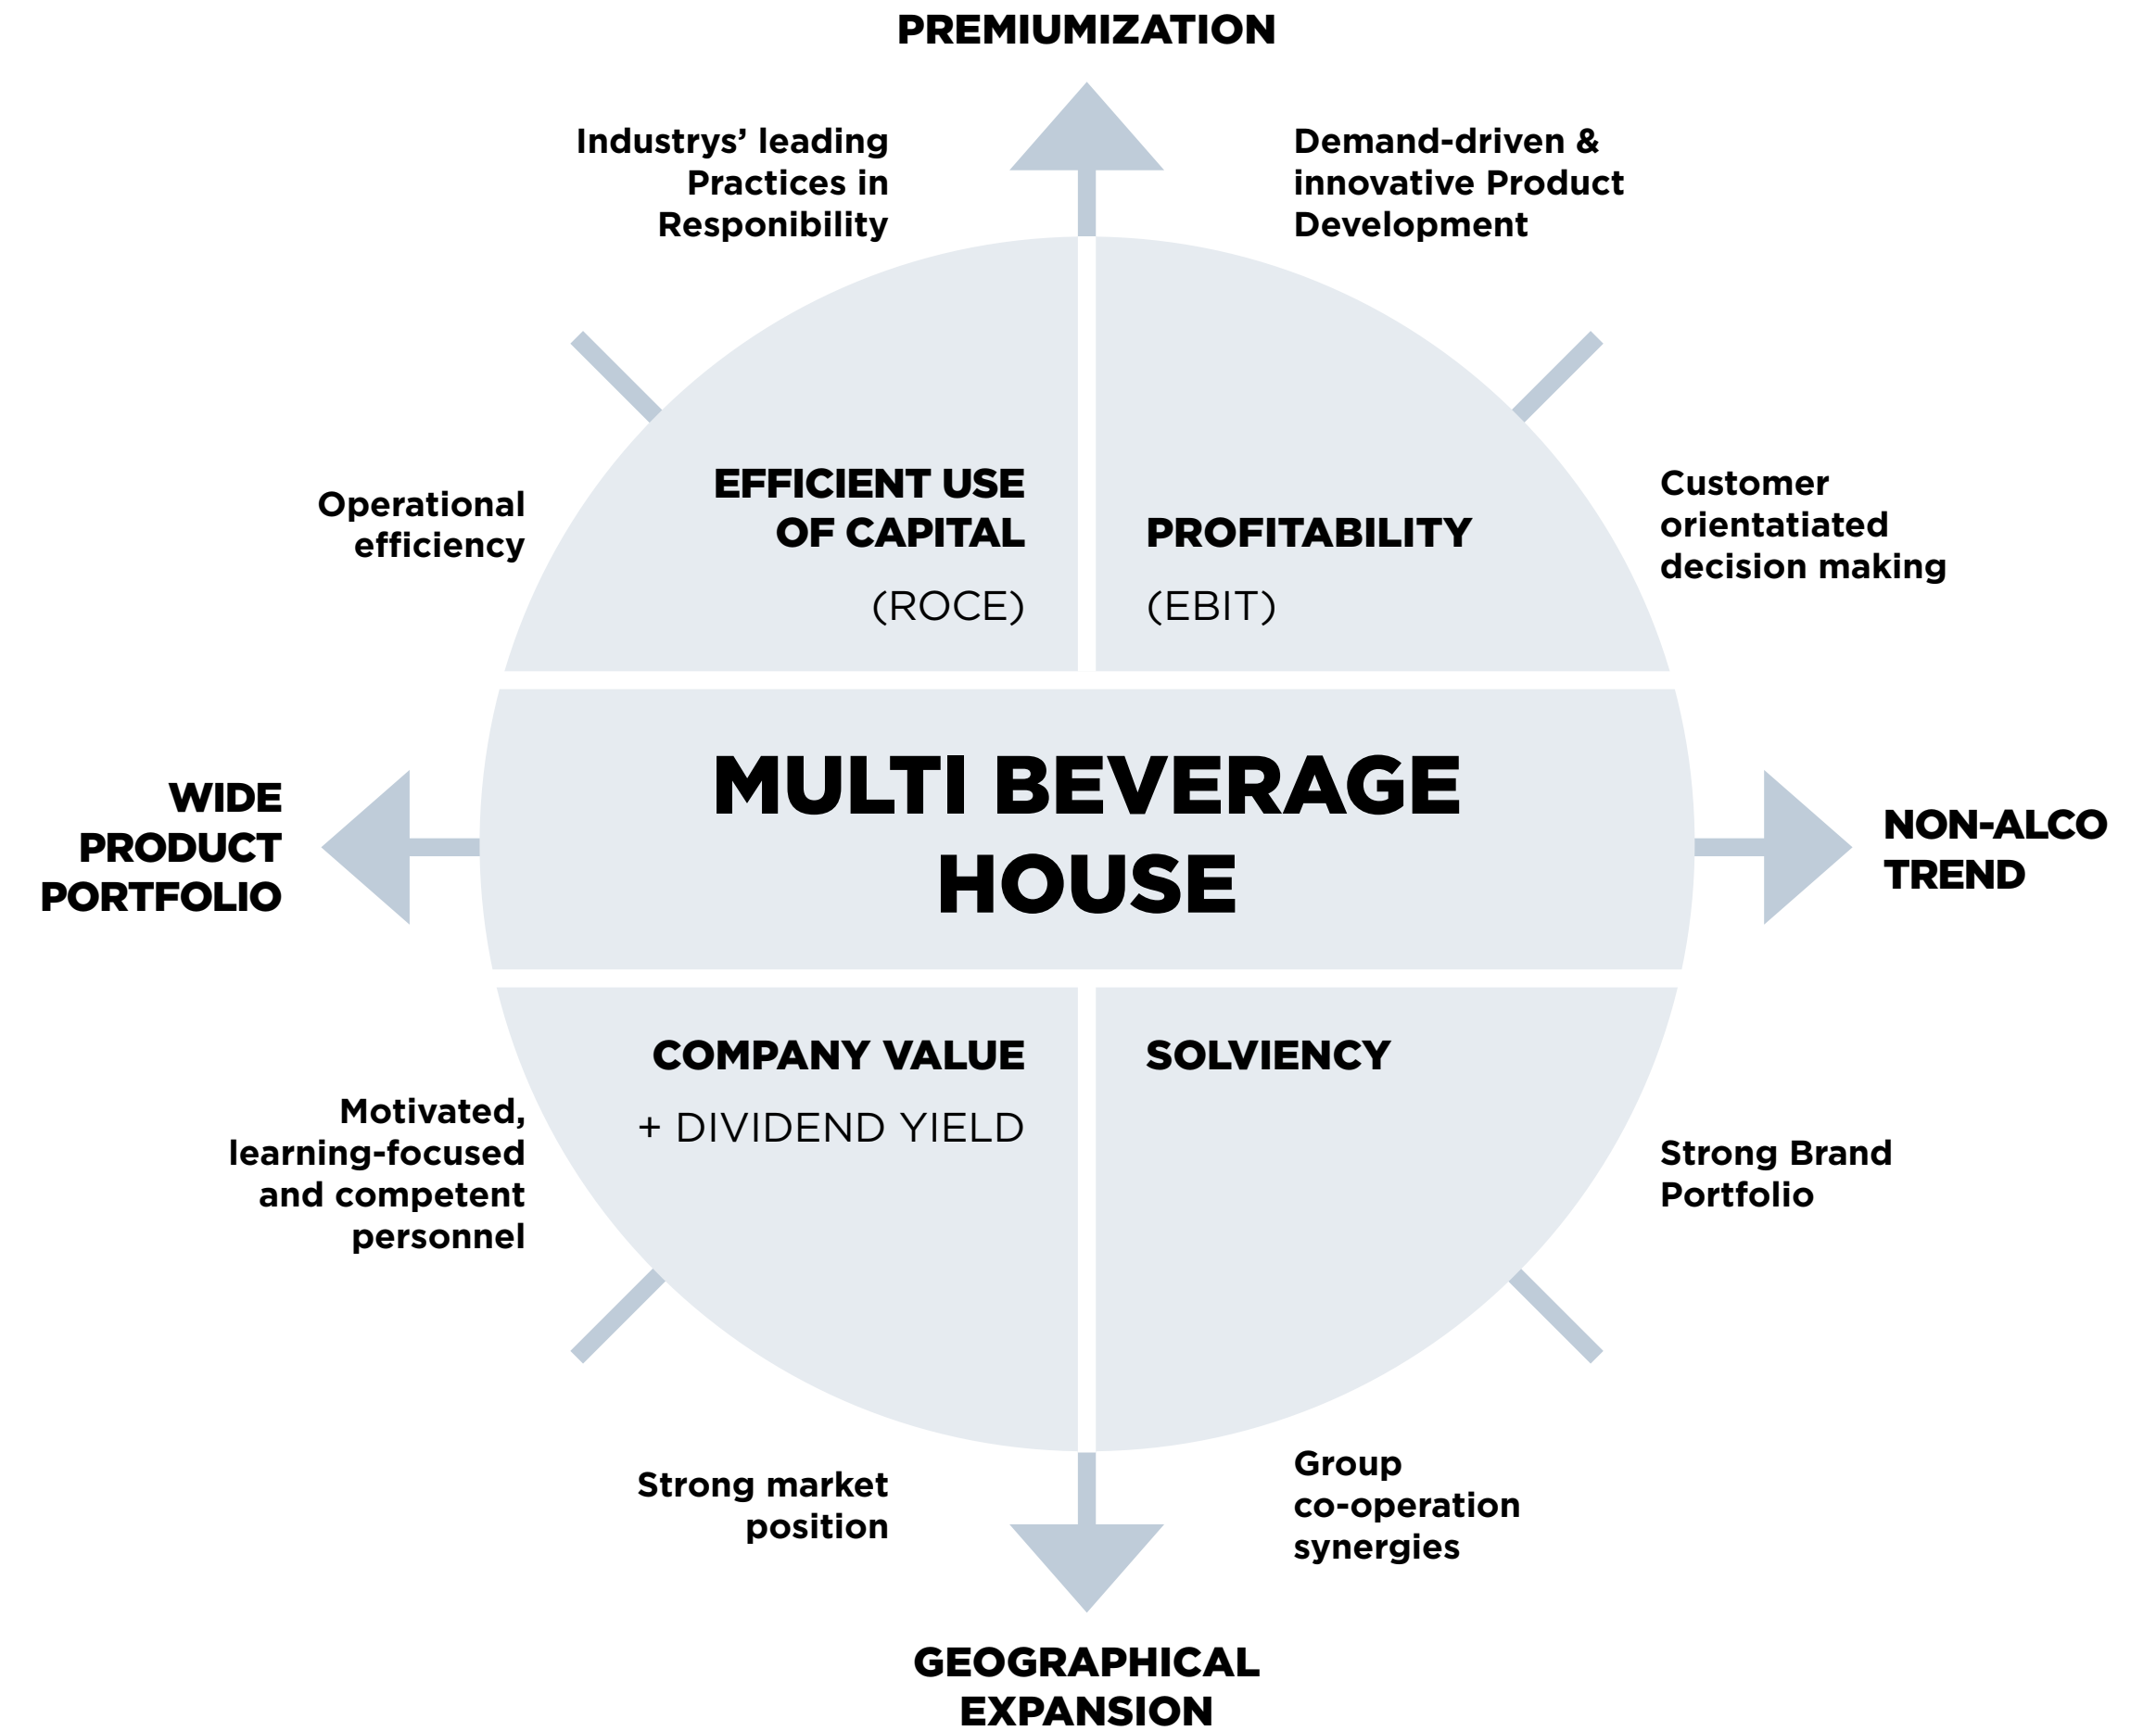 PREMIUMIZATION
Industrys’ leading
Practices in
Responibility
Demand-driven &
innovative Product
Development
Operational
efficiency
EFFICIENT USE
OF CAPITAL
(ROCE)
PROFITABILITY
(EBIT)
Customer
orientatiated
decision making
WIDE
PRODUCT
PORTFOLIO
MULTI BEVERAGE
HOUSE
NON-ALCO
TREND
COMPANY VALUE
+ DIVIDEND YIELD
SOLVIENCY
Motivated,
learning-focused
and competent
personnel
Strong Brand
Portfolio
Strong market
position
Group
co-operation
synergies
GEOGRAPHICAL
EXPANSION